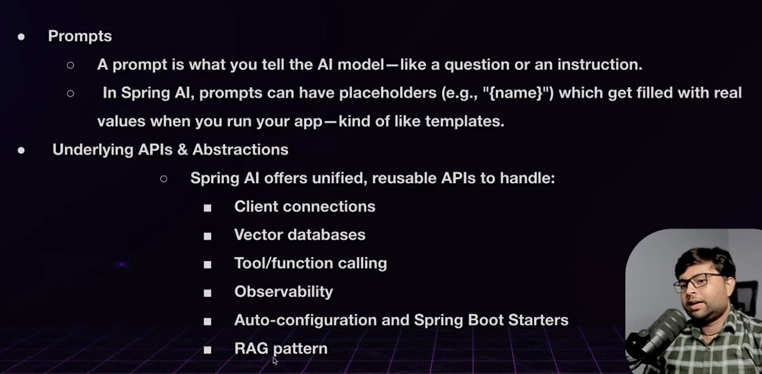 Prompts
A prompt is what you tell the AI model—like a question or an instruction.
In Spring AI, prompts can have placeholders (e.g., "{name}") which get filled with real
values when you run your app—kind of like templates.
Underlying APIs & Abstractions
Spring AI offers unified, reusable APIs to handle:
Client connections
Vector databases
Tool/function calling
Observability
Auto-configuration and Spring Boot Starters
RAG pattern